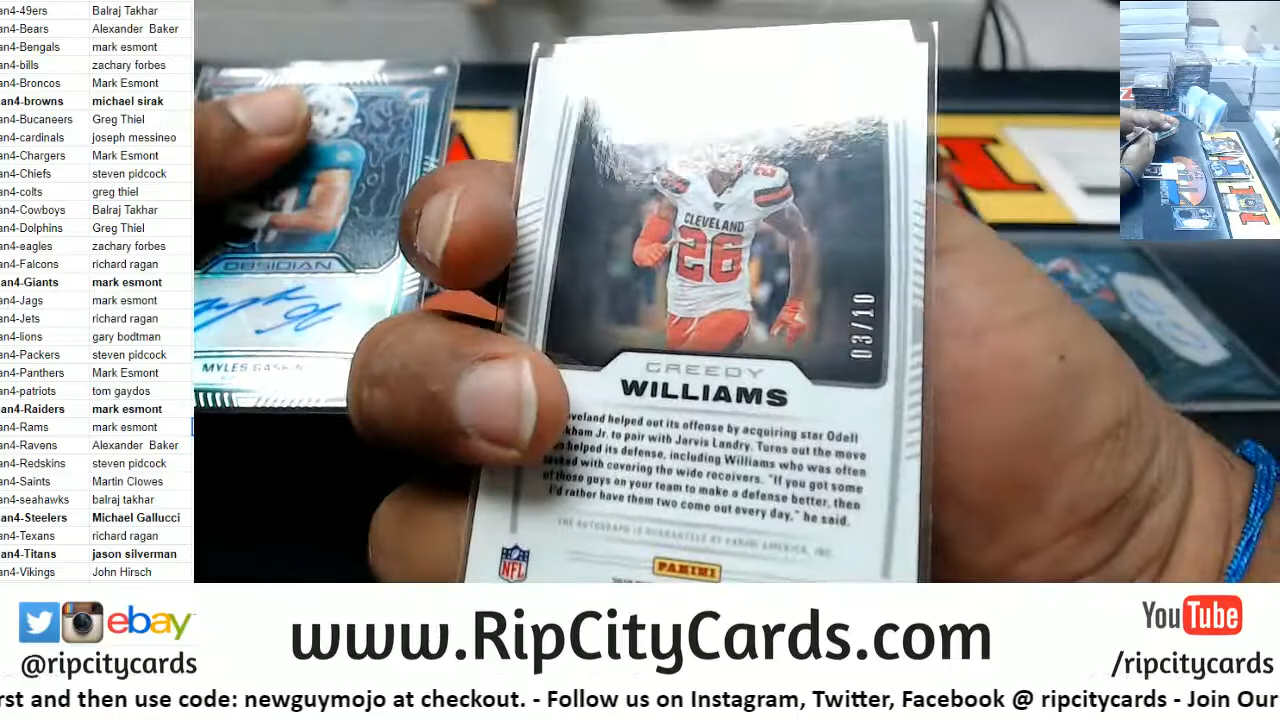 an4-49ers Balraj Takhar
an4-Bears Alexander Baker
an4-Bengals mark esmont
an4-bills zachary forbes
an4-Broncos Mark Esmont
an4-browns michael sirak
an4-Bucaneers Greg Thiel
an4-cardinals joseph messineo
an4-Chargers Mark Esmont
an4-Chiefs steven pidcock
an4-colts greg thiel
an4-Cowboys Balraj Takhar
an4-Dolphins Greg Thiel
an4-eagles zachary forbes
an4-Falcons richard ragan
an4-Giants mark esmont
an4-Jags mark esmont
an4-Jets richard ragan
an4-lions gary bodtman
an4-Packers steven pidcock
an4-Panthers Mark Esmont
an4-patriots tom gaydos
an4-Raiders mark esmont
an4-Rams mark esmont
an4-Ravens Alexander Baker
an4-Redskins steven pidcock
an4-Saints Martin Clowes
an4-seahawks balraj takhar
an4-Steelers Michael Gallucci
an4-Texans richard ragan
an4-Titans jason silverman
an4-Vikings John Hirsch
OBSIDIAN
MYLES GASKIN
CLEVELAND
26
03/10
GREEDY
WILLIAMS
veland helped out its offense by acquiring star Odell
kham Jr. to pair with Jarvis Landry. Turns out the move
helped its defense, including Williams who was often
with covering the wide receivers. "If you got some
of those guys on your team to make a defense better, then
I'd rather have them two come out every day," he said.
THE AUTOGRAPH IS GUARANTEED BY PANINI AMERICA, INC.
NFL
PANINI
ebay
@ripcitycards
www.RipCityCards.com
YouTube
/ripcitycards
rst and then use code: newguymojo at checkout. - Follow us on Instagram, Twitter, Facebook @ ripcitycards - Join Our